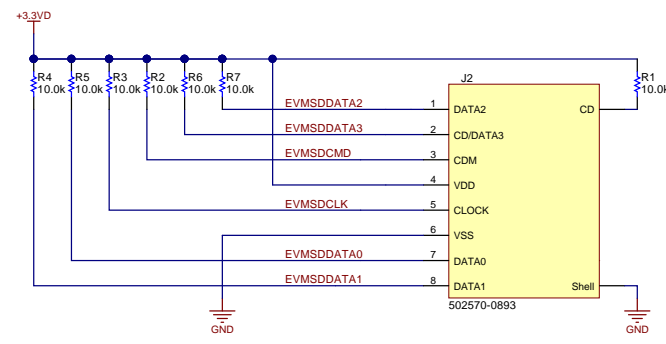 +3.3VD
R4 R5 R3 R2 R6 R7 R1
10.0k 10.0k 10.0k 10.0k 10.0k 10.0k 10.0k
J2
EVMSDDATA2 1 DATA2 CD
EVMSDDATA3 2 CD/DATA3
EVMSDCMD 3 CDM
4 VDD
EVMSDCLK 5 CLOCK
6 VSS
EVMSDDATA0 7 DATA0
EVMSDDATA1 8 DATA1 Shell
502570-0893
GND GND